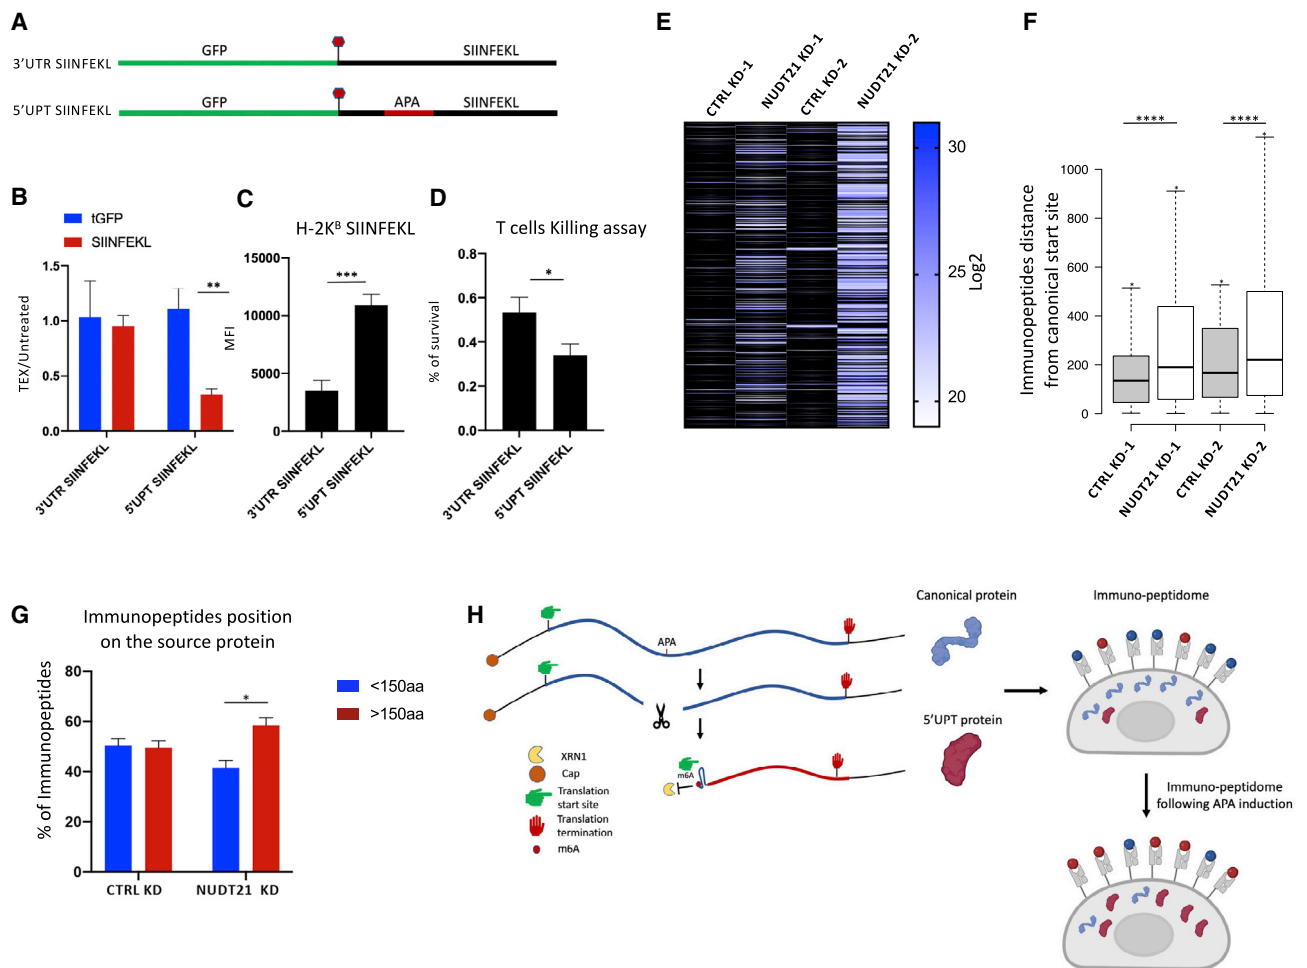 A
GFP
SIINFEKL
3'UTR SIINFEKL
GFP
APA
SIINFEKL
5'UPT SIINFEKL
B
tGFP
SIINFEKL
TEX/Untreated
1.5
1.0
0.5
0.0
**
3'UTR SIINFEKL
5'UPT SIINFEKL
C
H-2Kᴮ SIINFEKL
MFI
15000
10000
5000
0
***
3'UTR SIINFEKL
5'UPT SIINFEKL
D
T cells Killing assay
% of survival
0.8
0.6
0.4
0.2
0.0
*
3'UTR SIINFEKL
5'UPT SIINFEKL
E
CTRL KD-1
NUDT21 KD-1
CTRL KD-2
NUDT21 KD-2
30
25
20
Log2
F
Immunopeptides distance
from canonical start site
1000
800
600
400
200
0
****
****
*
*
*
*
CTRL KD-1
NUDT21 KD-1
CTRL KD-2
NUDT21 KD-2
G
Immunopeptides position
on the source protein
% of Immunopeptides
80
60
40
20
0
*
CTRL KD
NUDT21 KD
<150aa
>150aa
H
APA
m6A
XRN1
Cap
Translation
start site
Translation
termination
m6A
Canonical protein
5'UPT protein
Immuno-peptidome
Immuno-peptidome
following APA induction